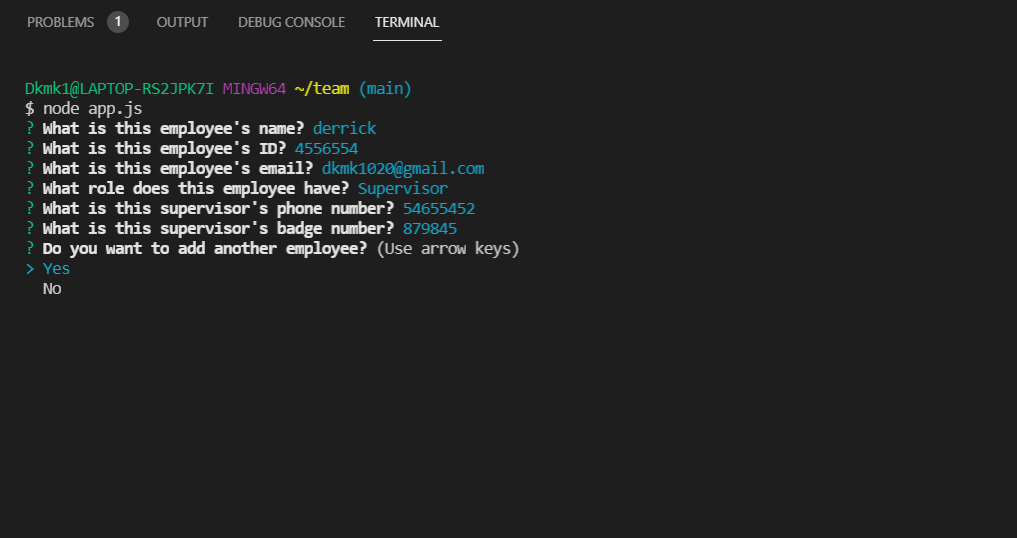 PROBLEMS 1 OUTPUT DEBUG CONSOLE TERMINAL
Dkmk1@LAPTOP-RS2JPK7I MINGW64 ~/team (main)
$ node app.js
? What is this employee's name? derrick
? What is this employee's ID? 4556554
? What is this employee's email? dkmk1020@gmail.com
? What role does this employee have? Supervisor
? What is this supervisor's phone number? 54655452
? What is this supervisor's badge number? 879845
? Do you want to add another employee? (Use arrow keys)
> Yes
No